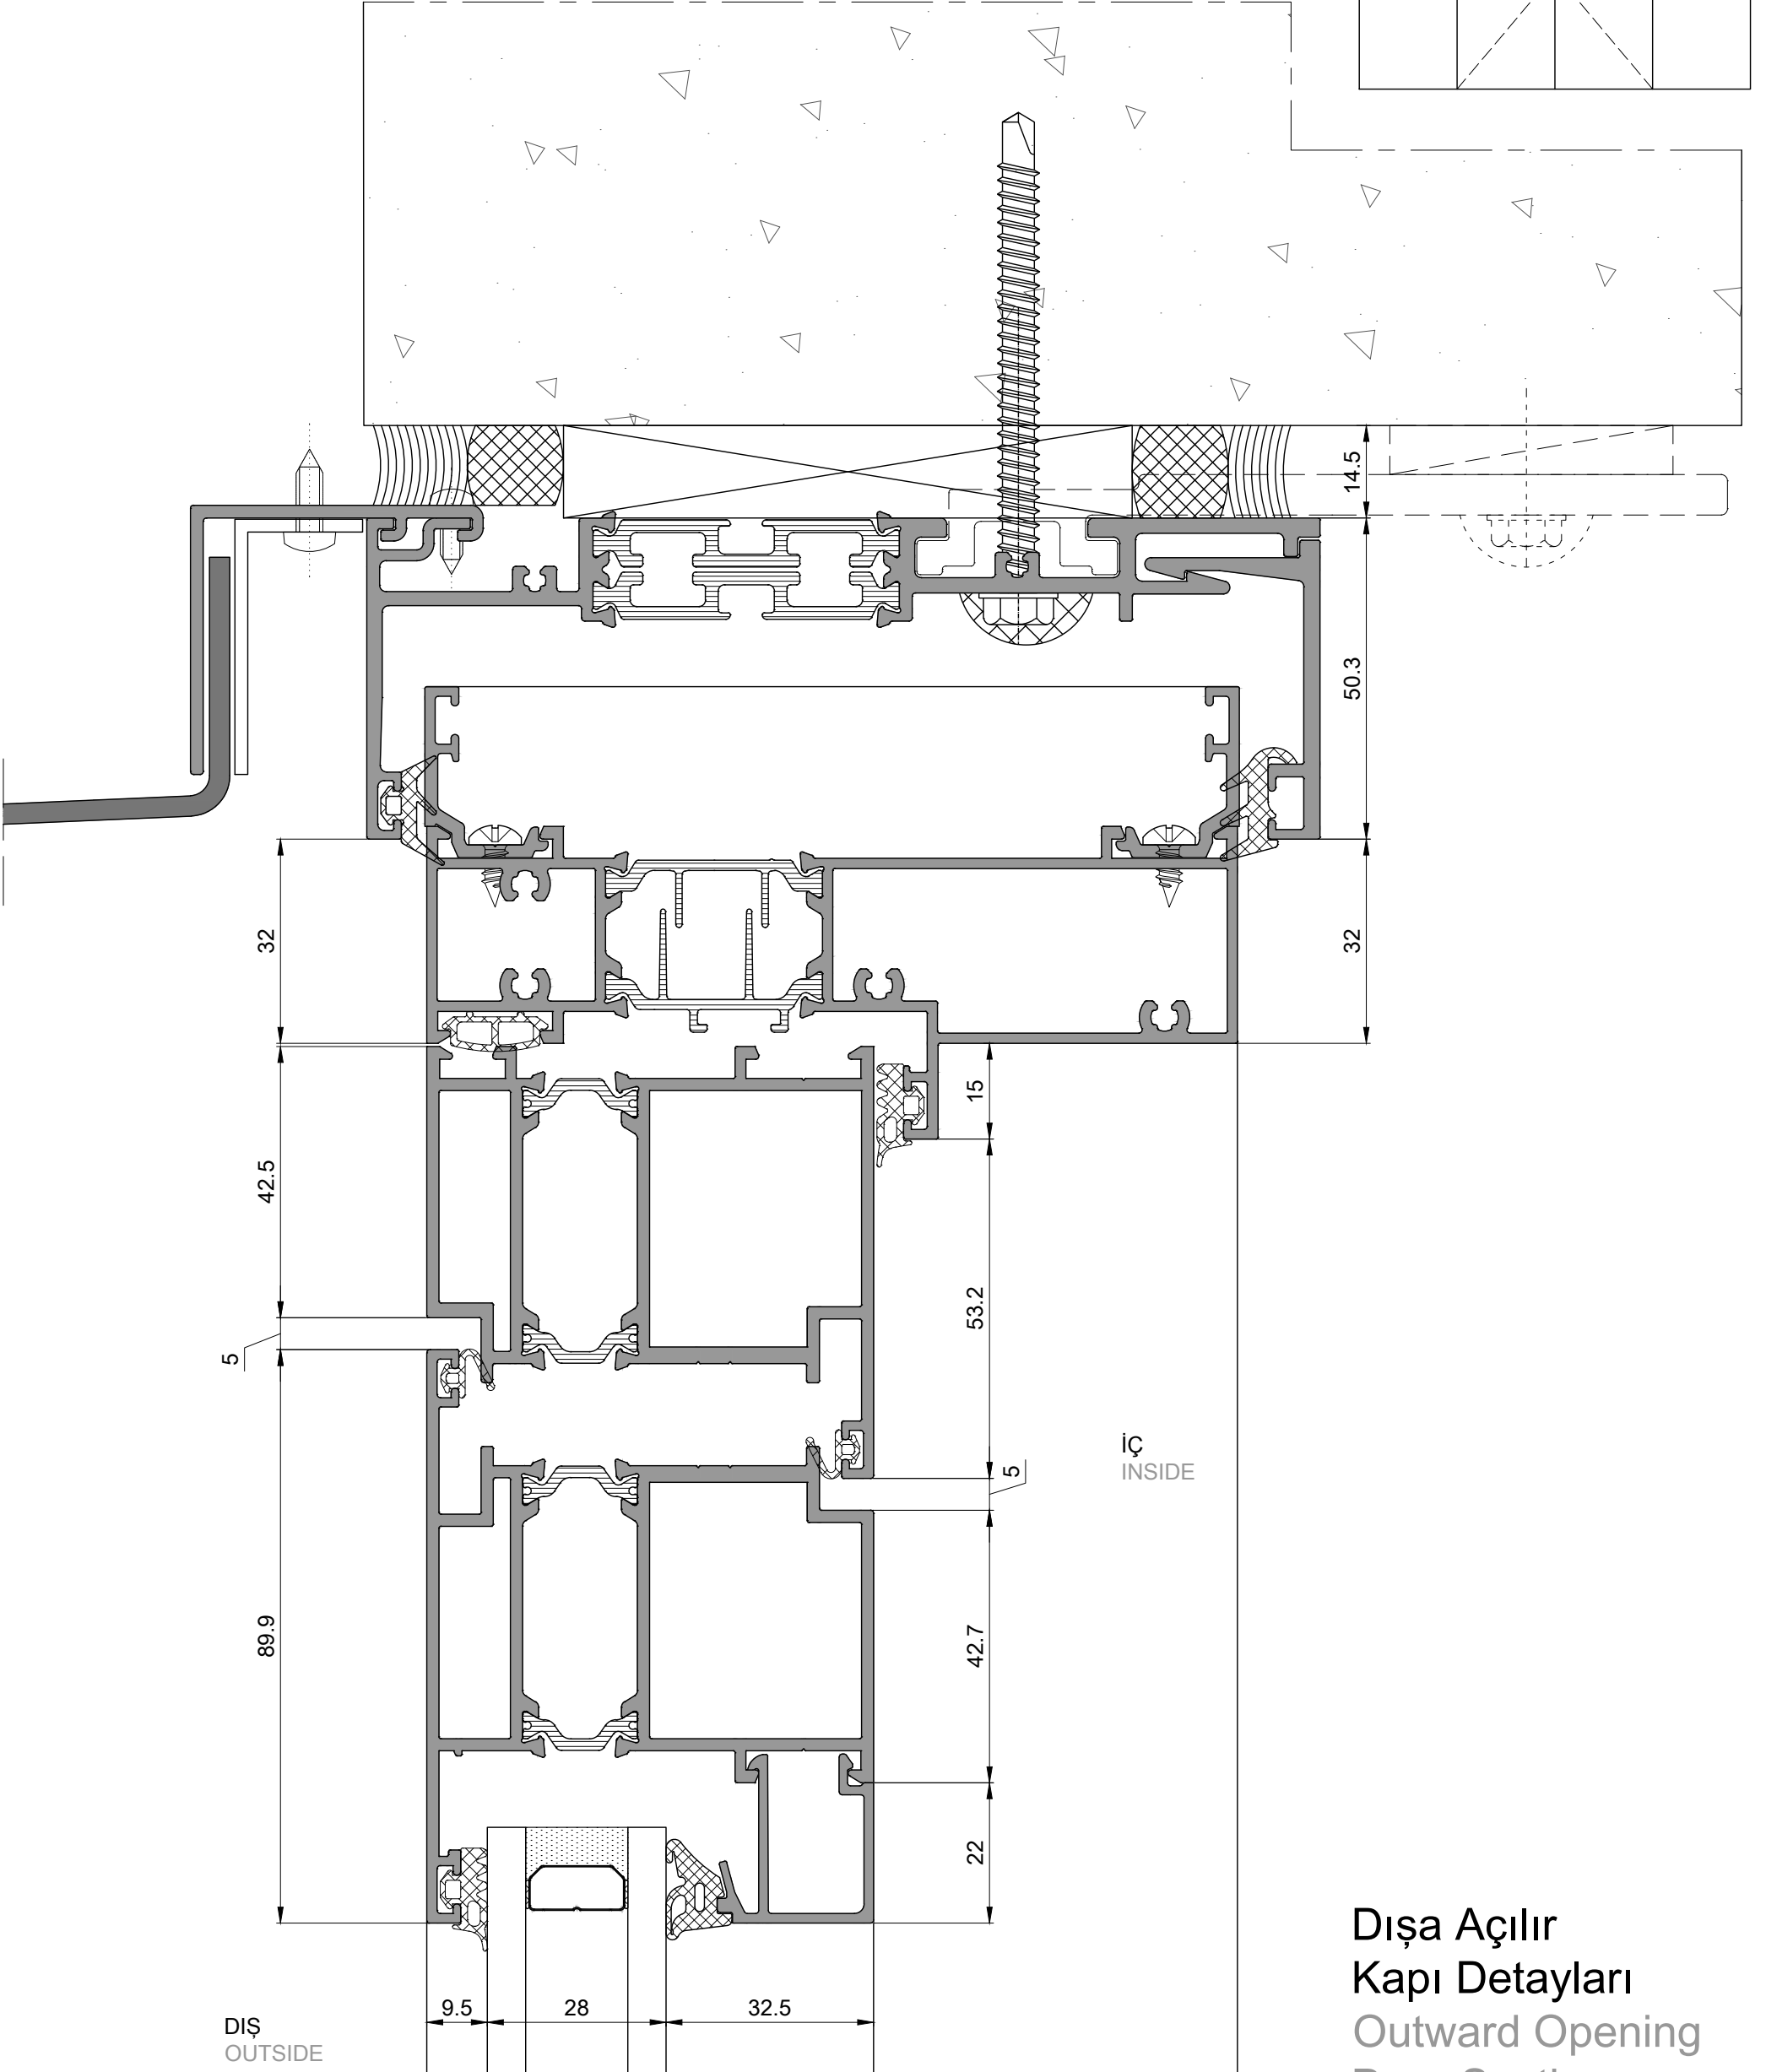 14.5
50.3
32
32
15
42.5
53.2
5
İÇ
INSIDE
5
42.7
89.9
22
Dışa Açılır
Kapı Detayları
9.5
28
32.5
DIŞ
OUTSIDE
Outward Opening